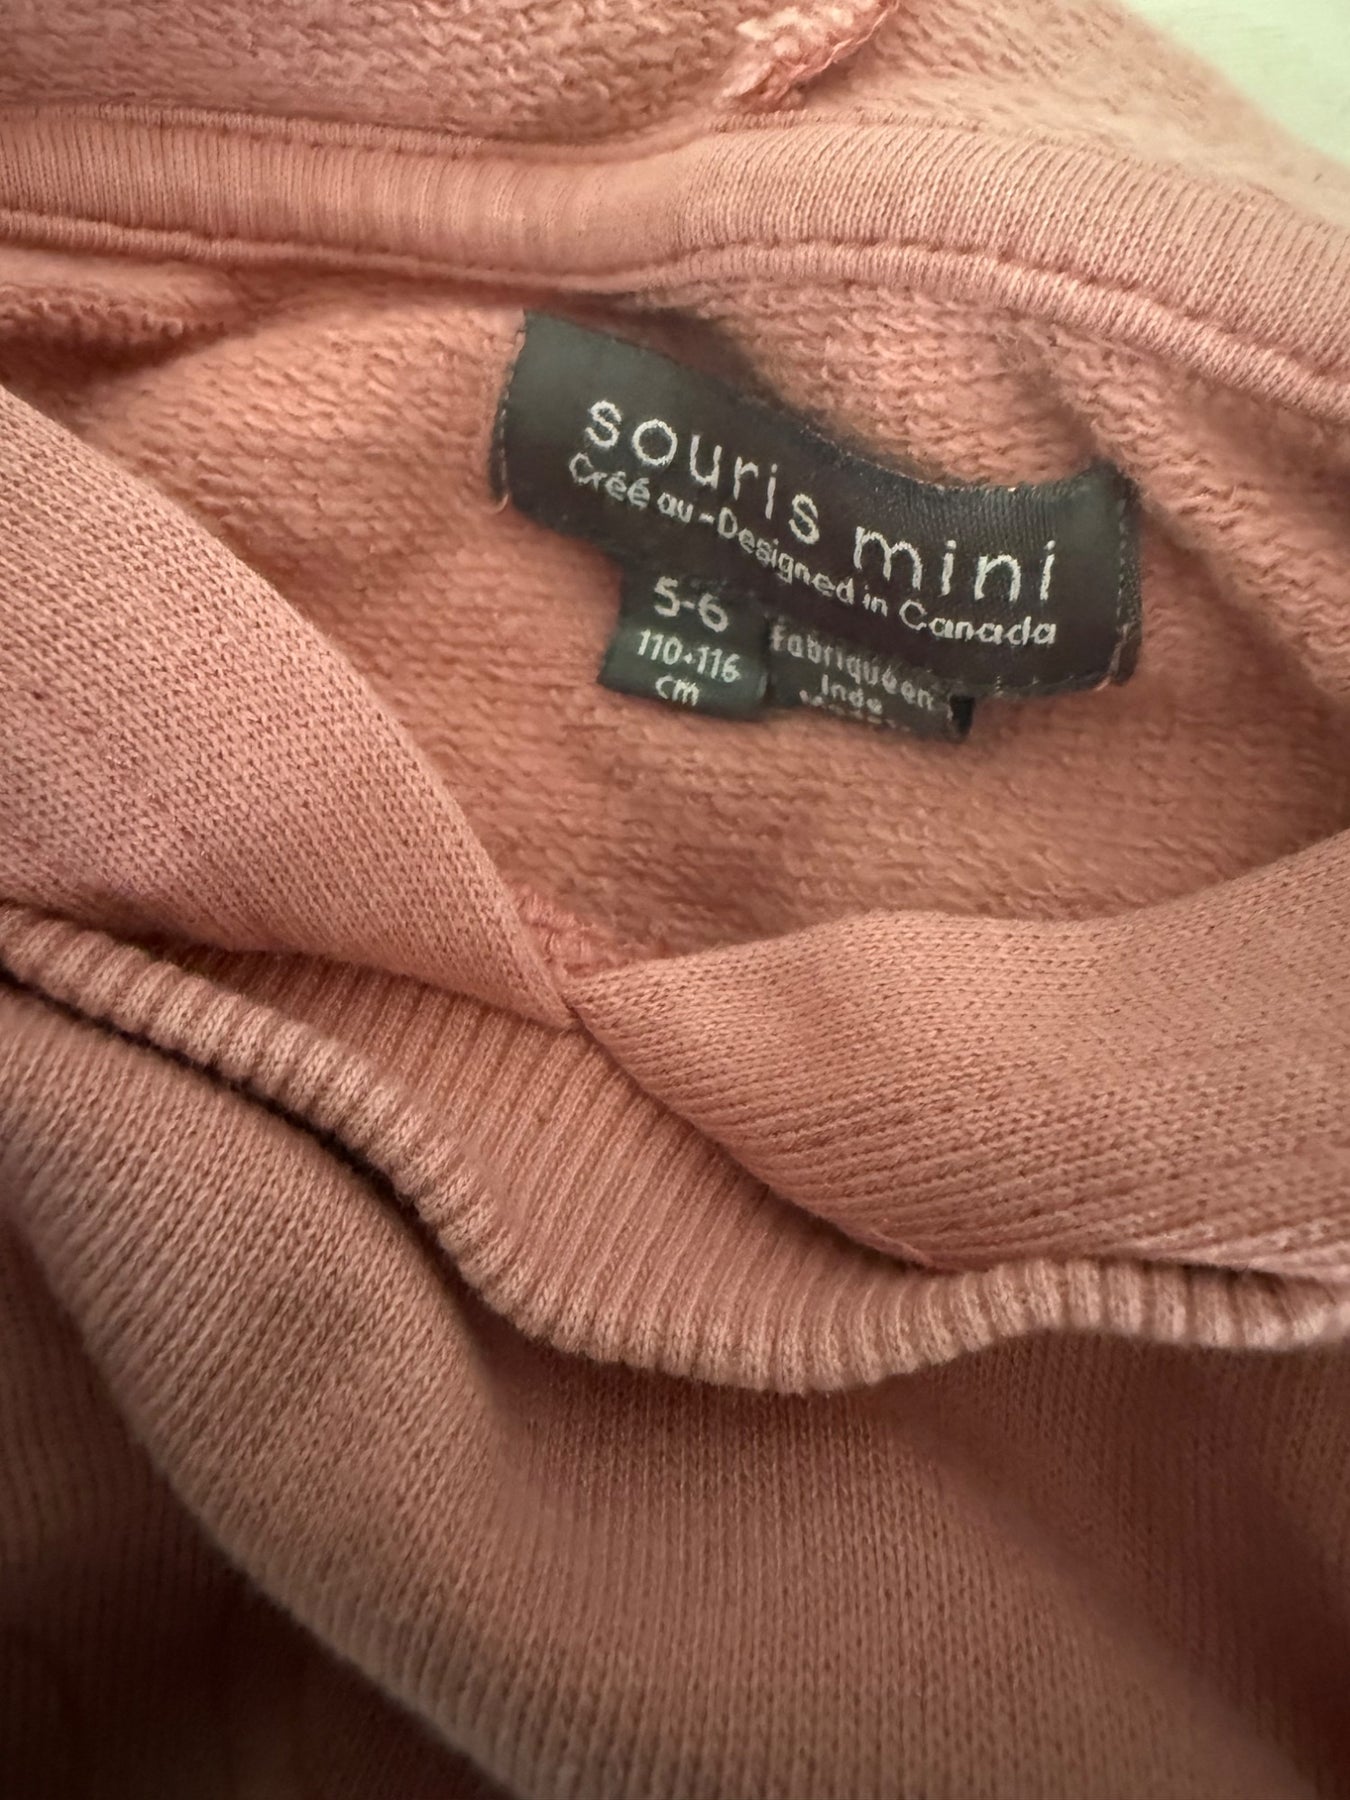 souris mini
Créé au-Designed in Canada
5-6
110-116
cm
Fabriqué en
Inde